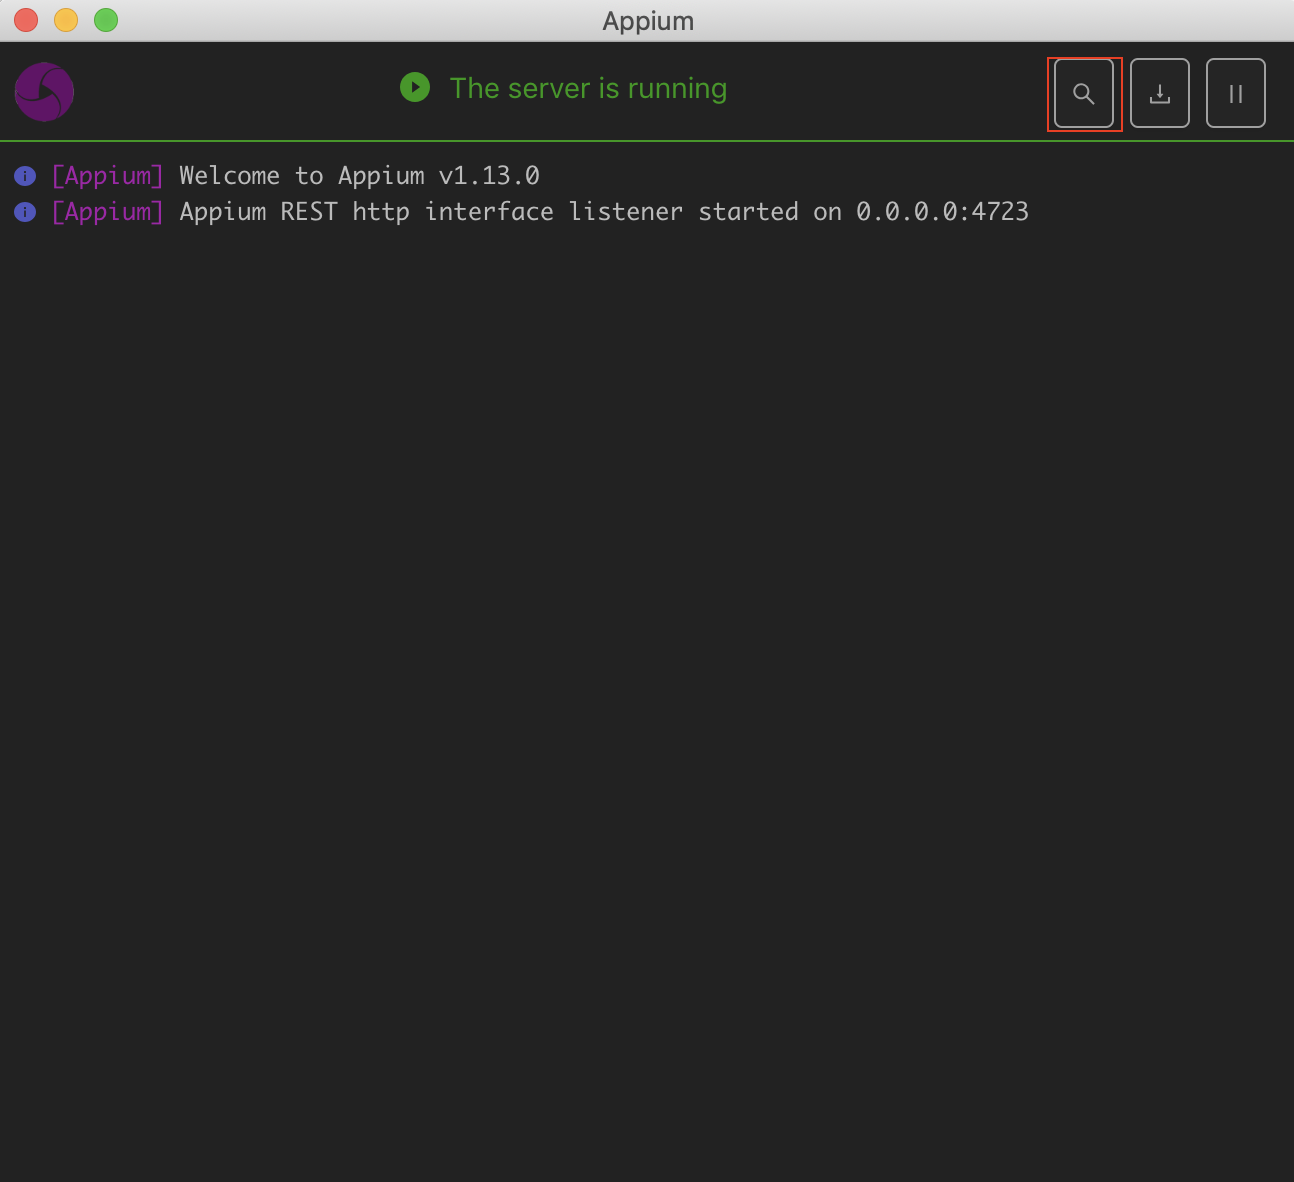 Appium
The server is running
[Appium] Welcome to Appium v1.13.0
[Appium] Appium REST http interface listener started on 0.0.0.0:4723